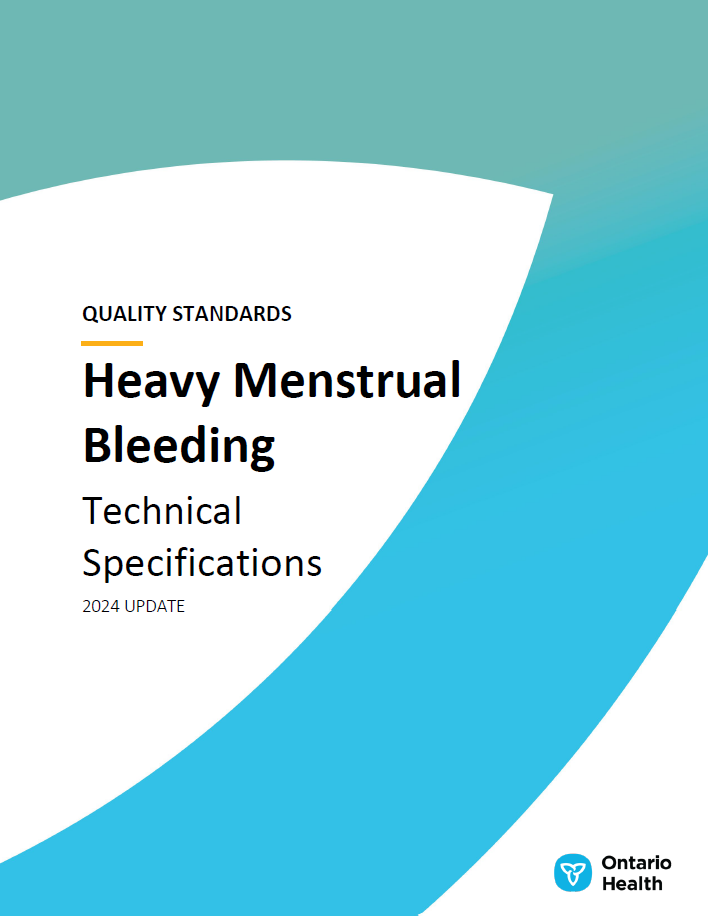 QUALITY STANDARDS
Heavy Menstrual
Bleeding
Technical
Specifications
2024 UPDATE
Ontario
Health